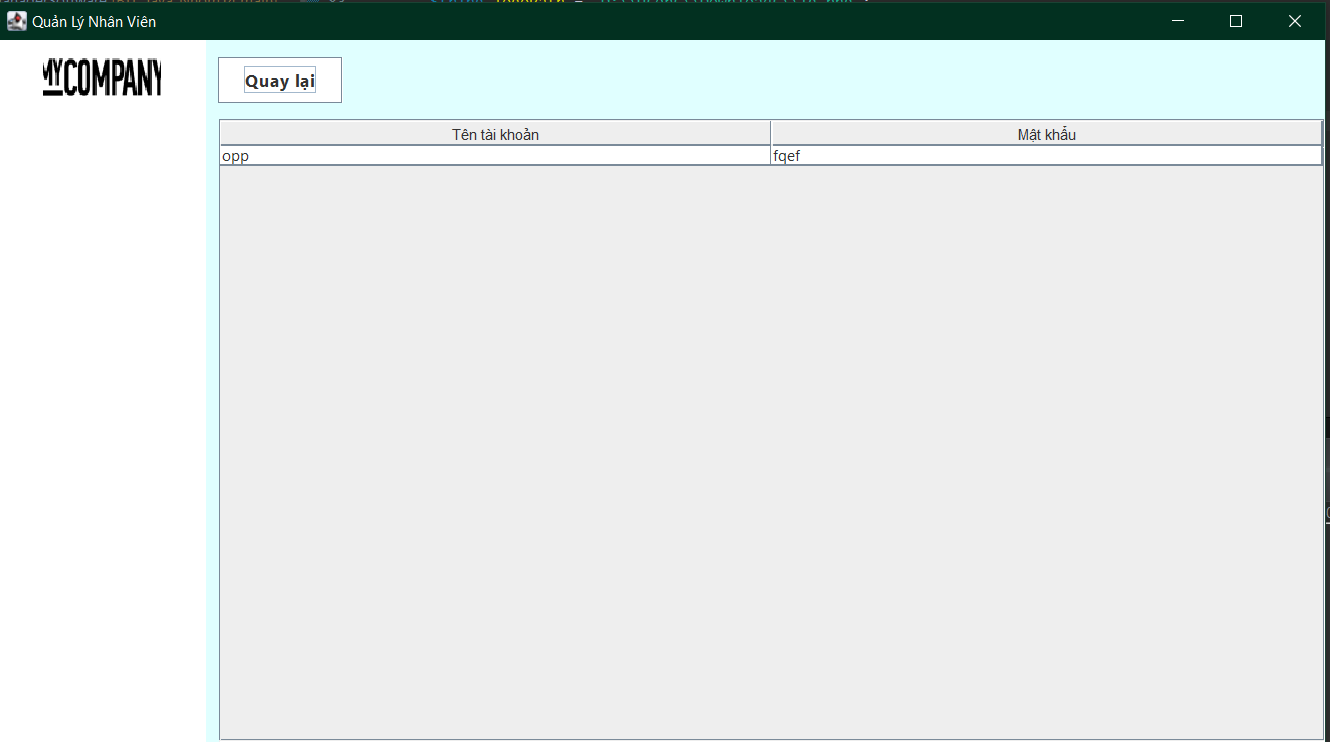 Quản Lý Nhân Viên
MYCOMPANY
Quay lại
Tên tài khoản Mật khẩu
opp fqef